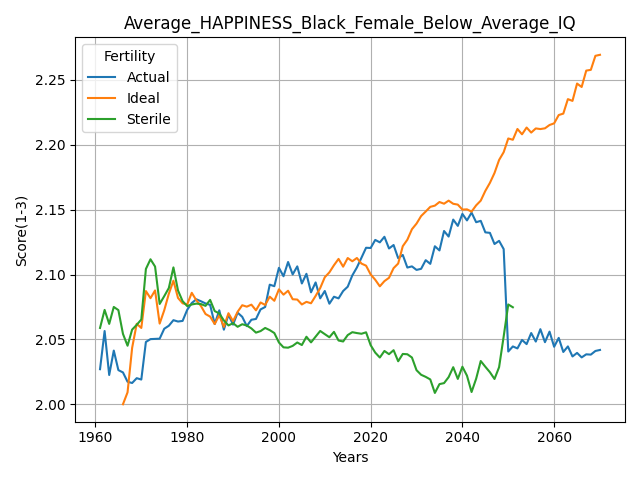 Average_HAPPINESS_Black_Female_Below_Average_IQ
Fertility
Actual
Ideal
Sterile
Score(1-3)
2.25
2.20
2.15
2.10
2.05
2.00
1960
1980
2000
2020
2040
2060
Years